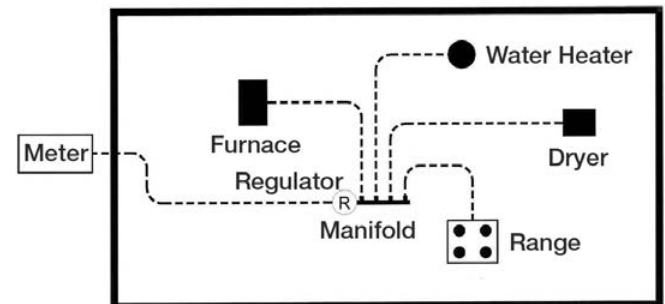 Water Heater
Furnace
Meter
Dryer
Regulator
R
Manifold
Range